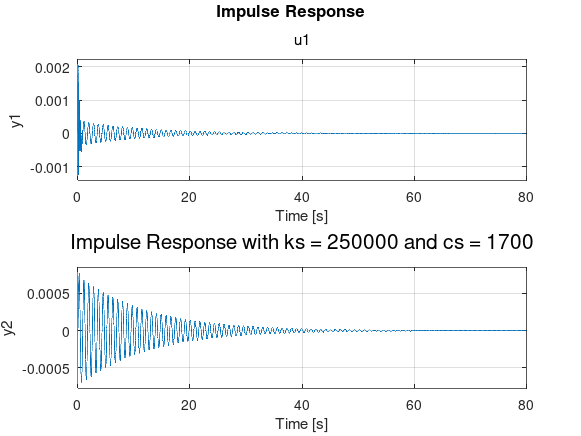 Impulse Response
u1
0.002
0.001
0
-0.001
y1
0 20 40 60 80
Time [s]
Impulse Response with ks = 250000 and cs = 1700
0.0005
0
-0.0005
y2
0 20 40 60 80
Time [s]